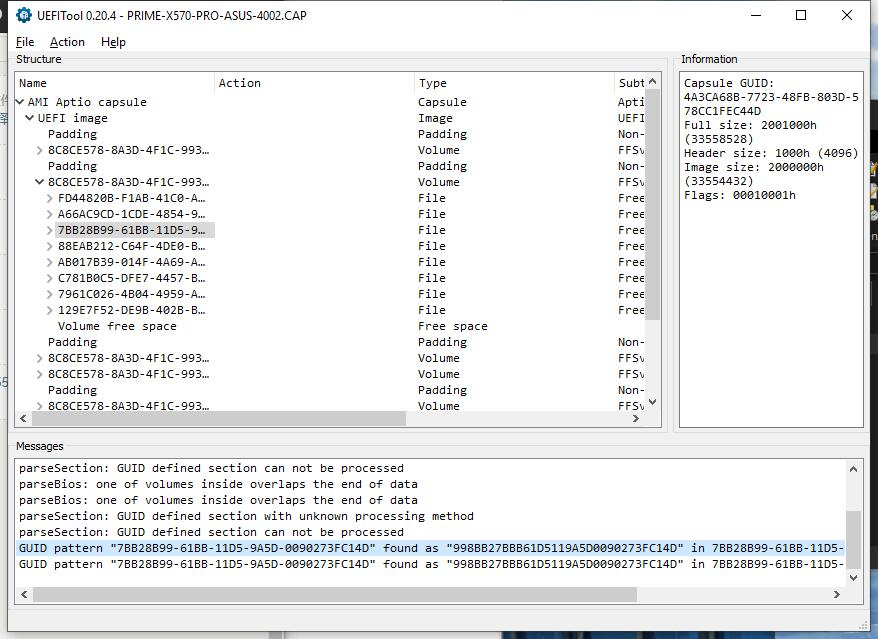 UEFITool 0.20.4 - PRIME-X570-PRO-ASUS-4002.CAP
File Action Help
Structure
Name Action Type Subt
AMI Aptio capsule Capsule Apti
UEFI image Image UEFI
Padding Padding Non-
8C8CE578-8A3D-4F1C-993... Volume FFSv
Padding Padding Non-
8C8CE578-8A3D-4F1C-993... Volume FFSv
FD44820B-F1AB-41C0-A... File Free
A66AC9CD-1CDE-4854-9... File Free
7BB28B99-61BB-11D5-9... File Free
88EAB212-C64F-4DE0-B... File Free
AB017B39-014F-4A69-A... File Free
C781B0C5-DFE7-4457-B... File Free
7961C026-4B04-4959-A... File Free
129E7F52-DE9B-402B-B... File Free
Volume free space Free space
Padding Padding Non-
8C8CE578-8A3D-4F1C-993... Volume FFSv
8C8CE578-8A3D-4F1C-993... Volume FFSv
Padding Padding Non-
8C8CE578-8A3D-4F1C-993... Volume FFSv
Information
Capsule GUID:
4A3CA68B-7723-48FB-803D-5
78CC1FEC44D
Full size: 2001000h
(33558528)
Header size: 1000h (4096)
Image size: 2000000h
(33554432)
Flags: 00010001h
Messages
parseSection: GUID defined section can not be processed
parseBios: one of volumes inside overlaps the end of data
parseBios: one of volumes inside overlaps the end of data
parseSection: GUID defined section with unknown processing method
parseSection: GUID defined section can not be processed
GUID pattern "7BB28B99-61BB-11D5-9A5D-0090273FC14D" found as "998BB27BBB61D5119A5D0090273FC14D" in 7BB28B99-61BB-11D5-
GUID pattern "7BB28B99-61BB-11D5-9A5D-0090273FC14D" found as "998BB27BBB61D5119A5D0090273FC14D" in 7BB28B99-61BB-11D5-